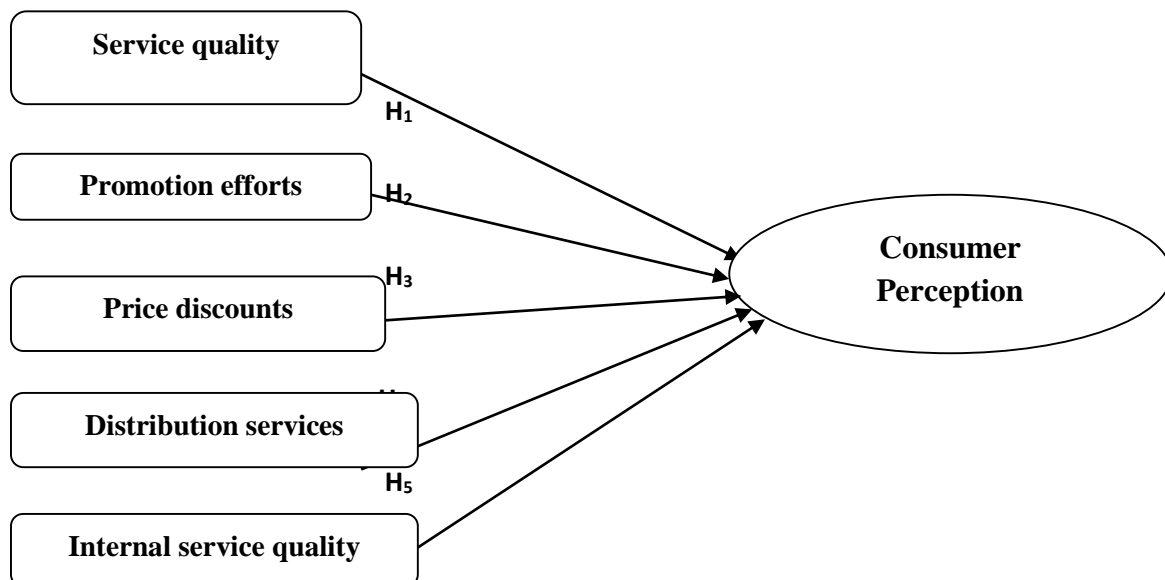 Service quality
H₁
Promotion efforts
H₂
Consumer
Perception
H₃
Price discounts
Distribution services
H₅
Internal service quality